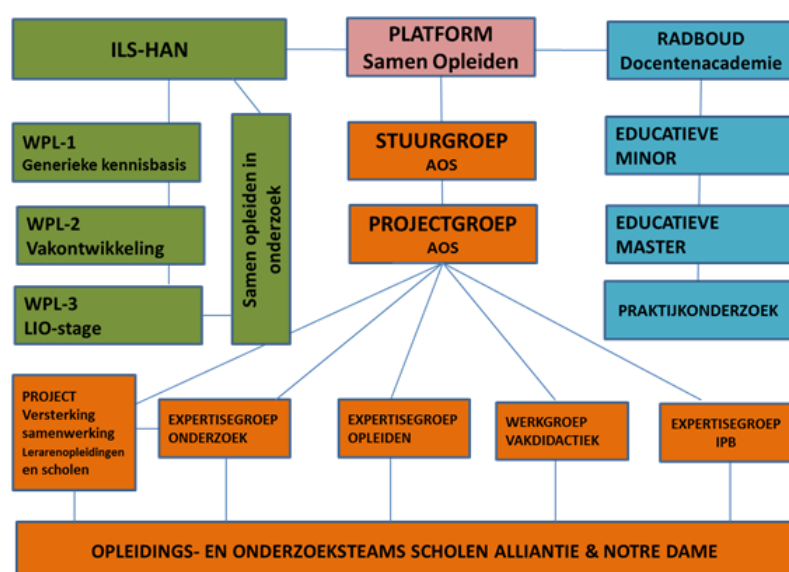 ILS-HAN
PLATFORM
Samen Opleiden
RADBOUD
Docentenacademie
WPL-1
Generieke kennisbasis
WPL-2
Vakontwikkeling
WPL-3
LIO-stage
Samen opleiden in
onderzoek
STUURGROEP
AOS
PROJECTGROEP
AOS
EDUCATIEVE
MINOR
EDUCATIEVE
MASTER
PRAKTIJKONDERZOEK
PROJECT
Versterking
samenwerking
Lerarenopleidingen
en scholen
EXPERTISEGROEP
ONDERZOEK
EXPERTISEGROEP
OPLEIDEN
WERKGROEP
VAKDIDACTIEK
EXPERTISEGROEP
IPB
OPLEIDINGS- EN ONDERZOEKSTEAMS SCHOLEN ALLIANTIE & NOTRE DAME